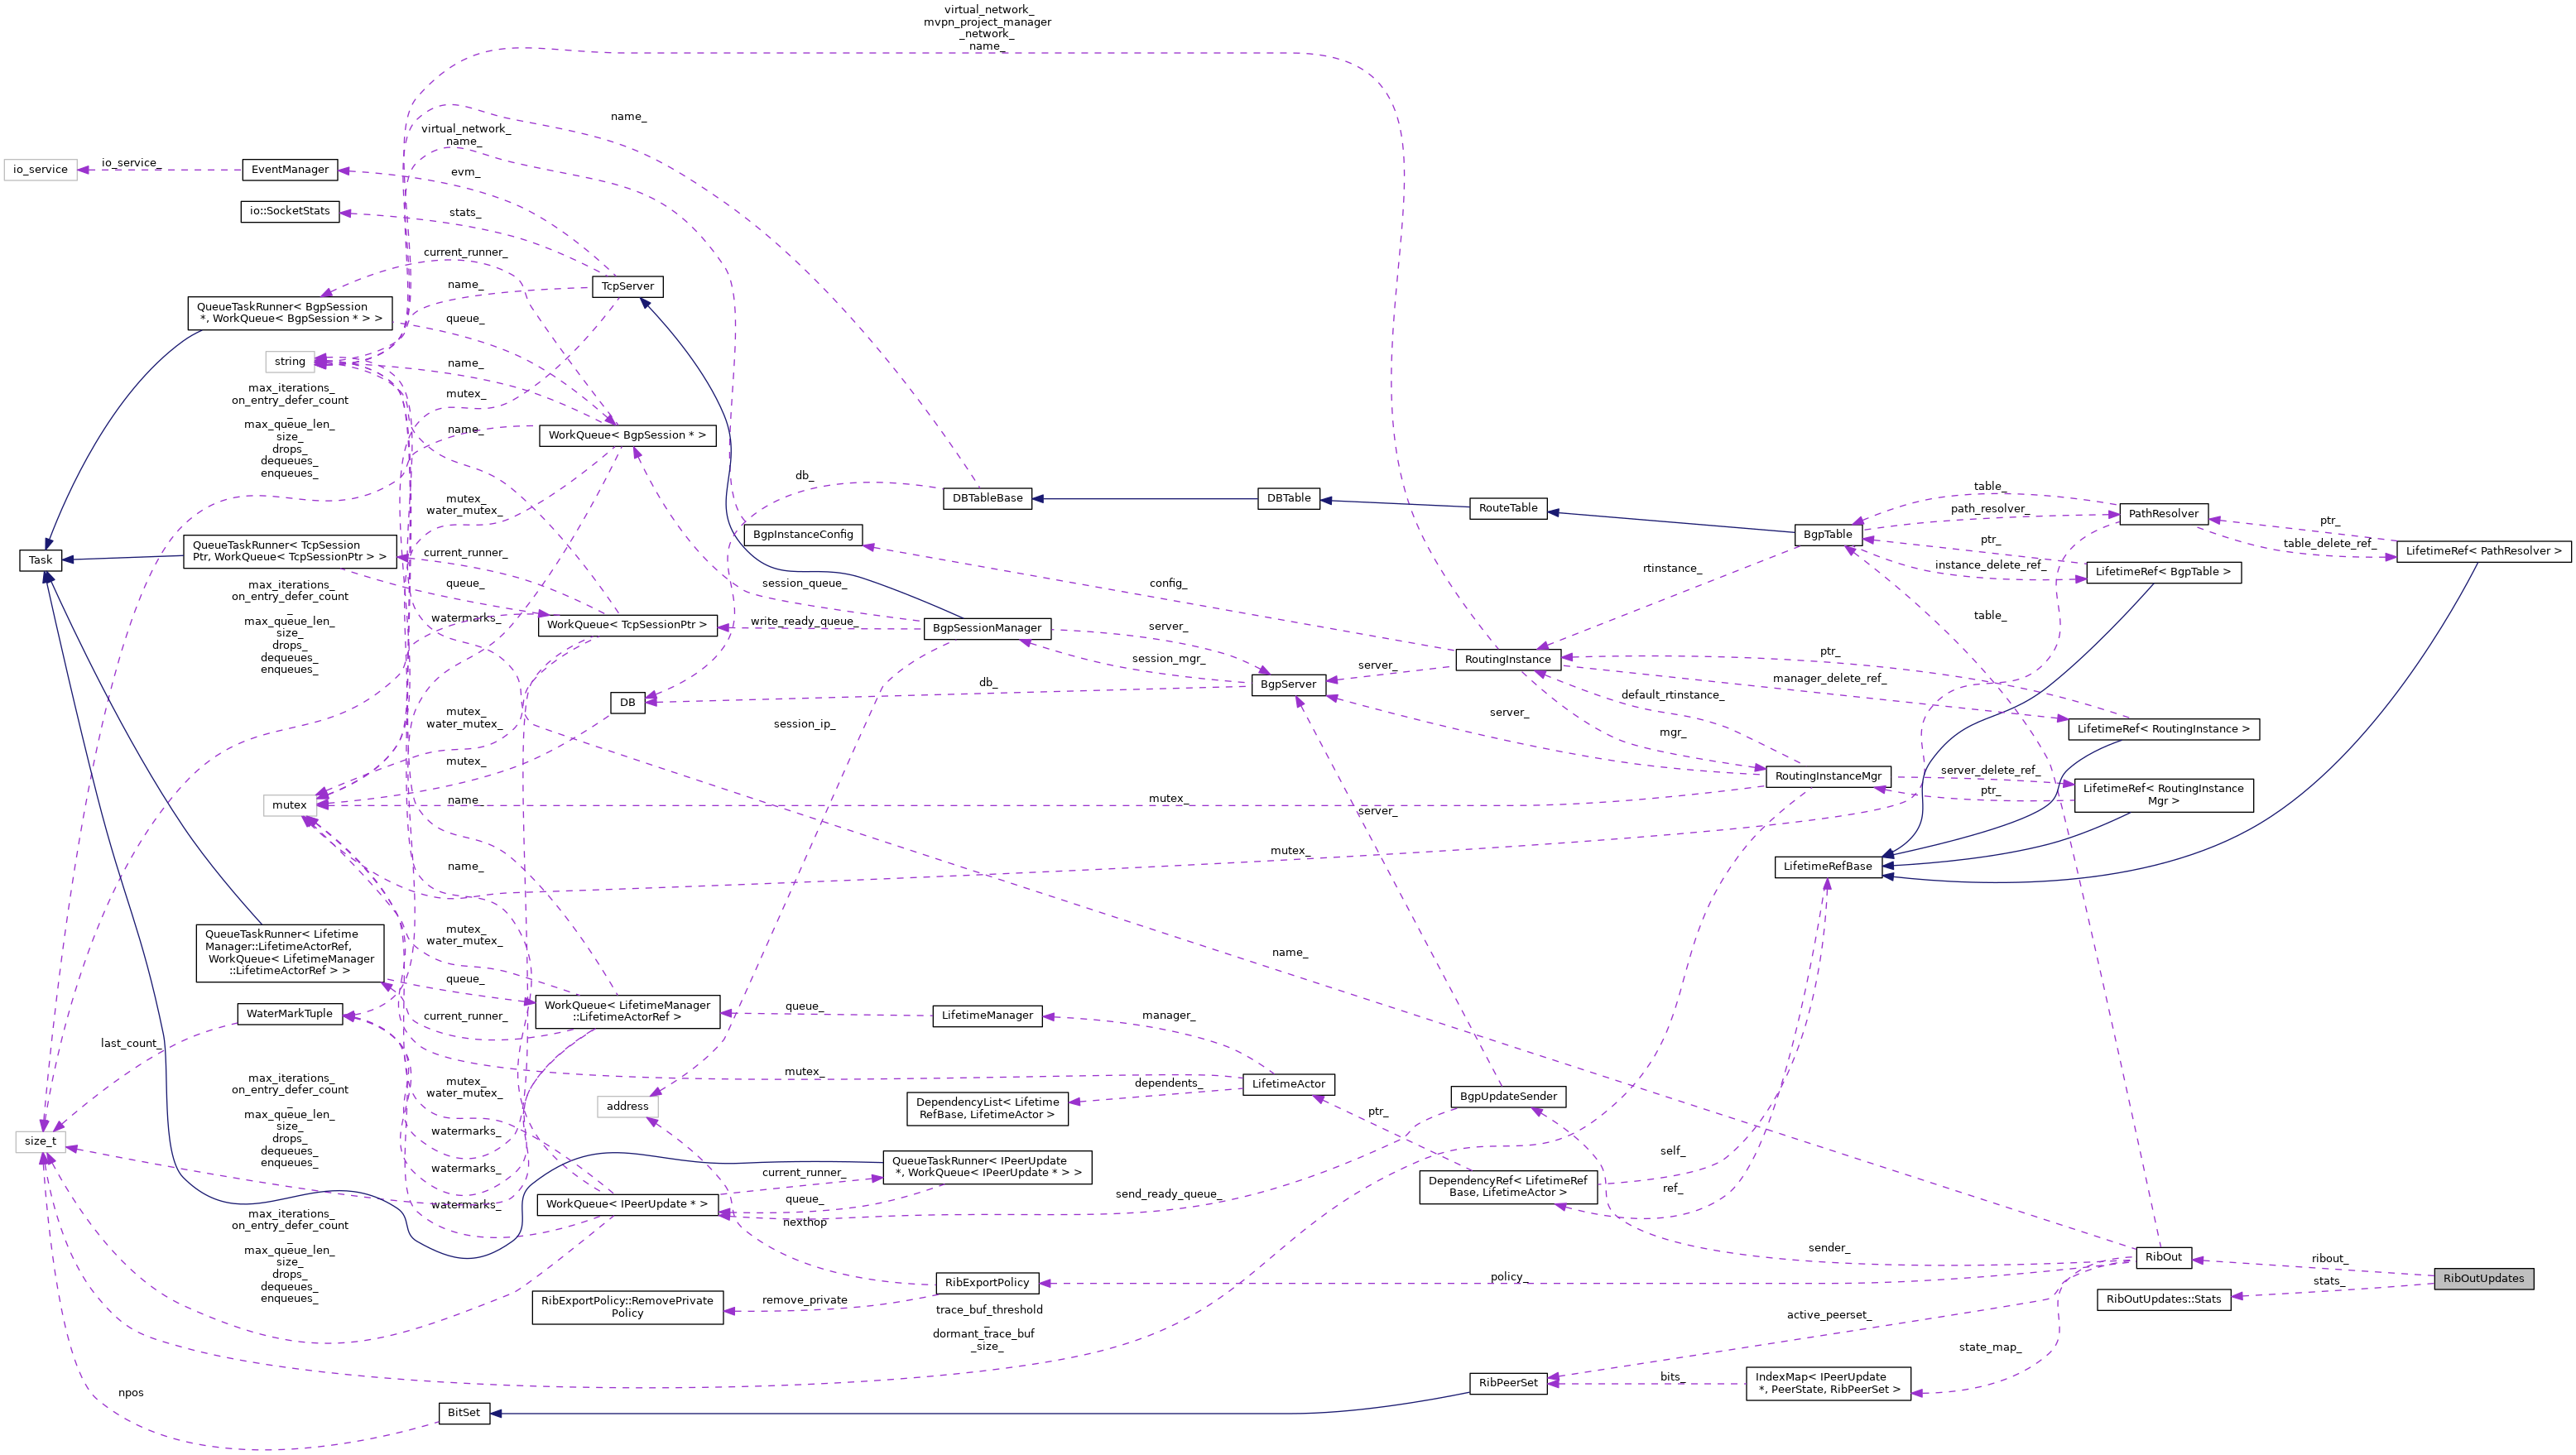 virtual_network_
mvpn_project_manager
_network_
name_
name_
virtual_network_
name_
io_service
io_service_
EventManager
evm_
io::SocketStats
stats_
current_runner_
TcpServer
name_
QueueTaskRunner< BgpSession
*, WorkQueue< BgpSession * > >
queue_
string
name_
max_iterations_
on_entry_defer_count
_
max_queue_len_
size_
drops_
dequeues_
enqueues_
mutex_
name_
WorkQueue< BgpSession * >
db_
DBTableBase
DBTable
RouteTable
table_
path_resolver_
PathResolver
ptr_
mutex_
water_mutex_
BgpInstanceConfig
BgpTable
ptr_
table_delete_ref_
LifetimeRef< PathResolver >
QueueTaskRunner< TcpSession
Ptr, WorkQueue< TcpSessionPtr > >
Task
current_runner_
rtinstance_
instance_delete_ref_
LifetimeRef< BgpTable >
max_iterations_
on_entry_defer_count
_
max_queue_len_
size_
drops_
dequeues_
enqueues_
queue_
session_queue_
config_
watermarks_
WorkQueue< TcpSessionPtr >
write_ready_queue_
BgpSessionManager
server_
table_
session_mgr_
server_
RoutingInstance
ptr_
manager_delete_ref_
BgpServer
db_
DB
default_rtinstance_
mutex_
water_mutex_
session_ip_
server_
mgr_
LifetimeRef< RoutingInstance >
mutex_
RoutingInstanceMgr
server_delete_ref_
ptr_
LifetimeRef< RoutingInstance
Mgr >
mutex
name_
mutex_
server_
mutex_
name_
LifetimeRefBase
QueueTaskRunner< Lifetime
Manager::LifetimeActorRef,
WorkQueue< LifetimeManager
::LifetimeActorRef > >
mutex_
water_mutex_
name_
queue_
WaterMarkTuple
current_runner_
WorkQueue< LifetimeManager
::LifetimeActorRef >
queue_
LifetimeManager
manager_
last_count_
mutex_
max_iterations_
on_entry_defer_count
_
max_queue_len_
size_
drops_
dequeues_
enqueues_
mutex_
water_mutex_
dependents_
LifetimeActor
address
DependencyList< Lifetime
RefBase, LifetimeActor >
BgpUpdateSender
ptr_
size_t
watermarks_
self_
watermarks_
current_runner_
QueueTaskRunner< IPeerUpdate
*, WorkQueue< IPeerUpdate * > >
DependencyRef< LifetimeRef
Base, LifetimeActor >
ref_
send_ready_queue_
watermarks_
WorkQueue< IPeerUpdate * >
queue_
nexthop
max_iterations_
on_entry_defer_count
_
max_queue_len_
size_
drops_
dequeues_
enqueues_
sender_
RibOut
ribout_
RibOutUpdates
stats_
RibOutUpdates::Stats
RibExportPolicy
policy_
RibExportPolicy::RemovePrivate
Policy
remove_private
trace_buf_threshold
_
dormant_trace_buf
_size_
active_peerset_
state_map_
npos
BitSet
RibPeerSet
bits_
IndexMap< IPeerUpdate
*, PeerState, RibPeerSet >